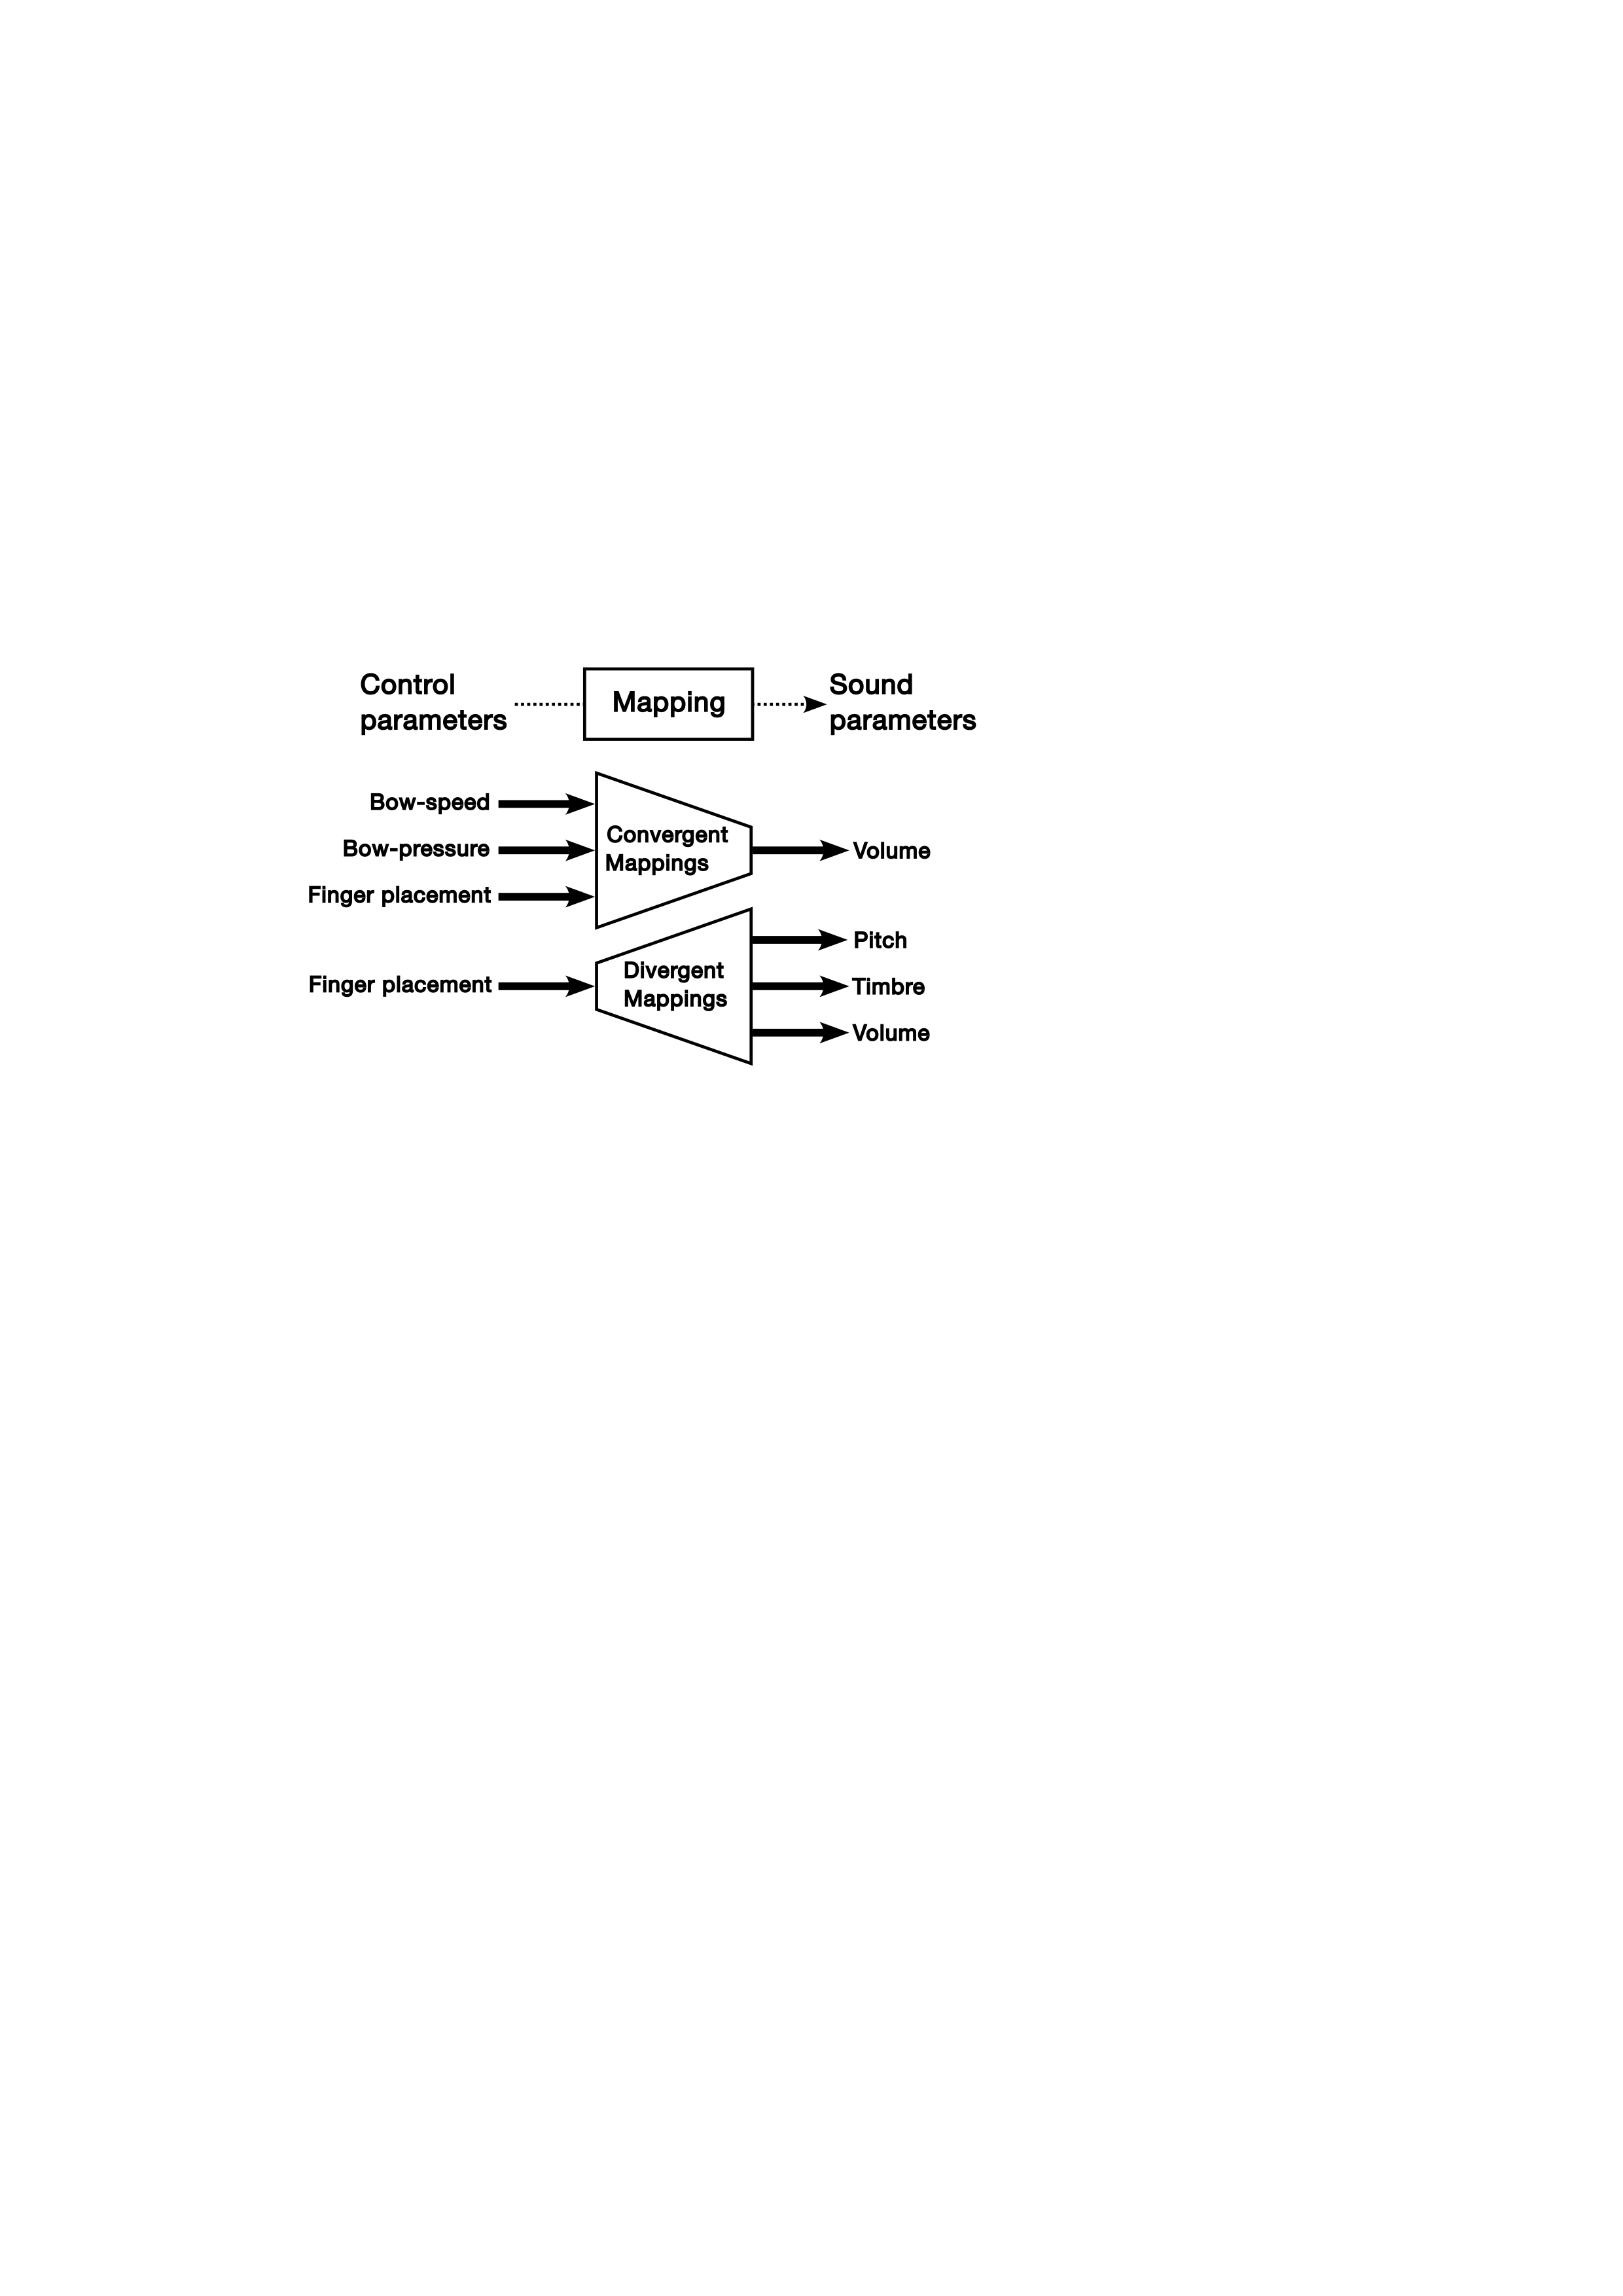 Control
parameters
Mapping
Sound
parameters
Bow-speed
Bow-pressure
Finger placement
Convergent
Mappings
Volume
Finger placement
Divergent
Mappings
Pitch
Timbre
Volume